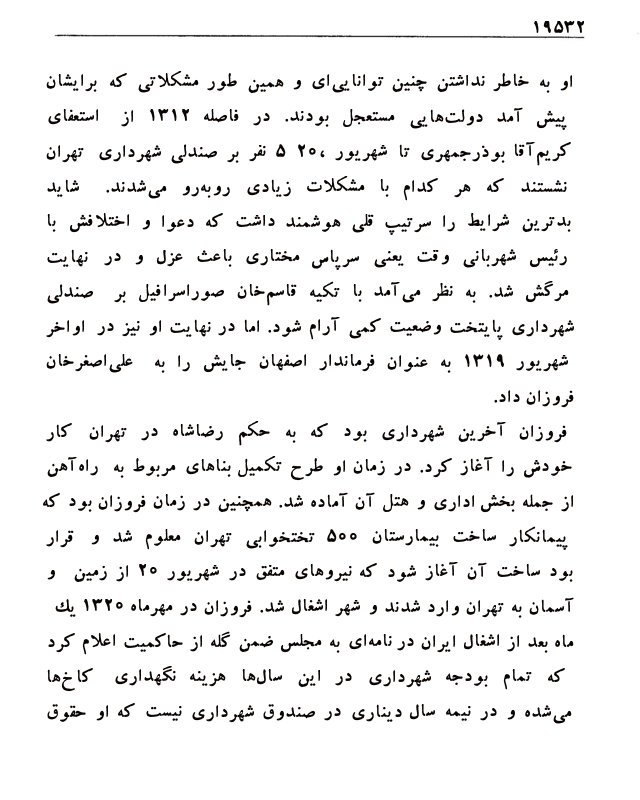 ۱۹۵۳۲
او به خاطر نداشتن چنین توانایی‌ای و همین طور مشکلاتی که برایشان
پیش آمد دولت‌هایی مستعجل بودند. در فاصله ۱۳۱۲ از استعفای
کریم‌آقا بوذرجمهری تا شهریور ،۲۰ ۵ نفر بر صندلی شهرداری تهران
نشستند که هر کدام با مشکلات زیادی روبه‌رو می‌شدند. شاید
بدترین شرایط را سرتیپ قلی هوشمند داشت که دعوا و اختلافش با
رئیس شهربانی وقت یعنی سرپاس مختاری باعث عزل و در نهایت
مرگش شد. به نظر می‌آمد با تکیه قاسم‌خان صوراسرافیل بر صندلی
شهرداری پایتخت وضعیت کمی آرام شود. اما در نهایت او نیز در اواخر
شهریور ۱۳۱۹ به عنوان فرماندار اصفهان جایش را به علی‌اصغرخان
فروزان داد.
فروزان آخرین شهرداری بود که به حکم رضاشاه در تهران کار
خودش را آغاز کرد. در زمان او طرح تکمیل بناهای مربوط به راه‌آهن
از جمله بخش اداری و هتل آن آماده شد. همچنین در زمان فروزان بود که
پیمانکار ساخت بیمارستان ۵۰۰ تختخوابی تهران معلوم شد و قرار
بود ساخت آن آغاز شود که نیروهای متفق در شهریور ۲۰ از زمین و
آسمان به تهران وارد شدند و شهر اشغال شد. فروزان در مهرماه ۱۳۲۰ یك
ماه بعد از اشغال ایران در نامه‌ای به مجلس ضمن گله از حاکمیت اعلام کرد
که تمام بودجه شهرداری در این سال‌ها هزینه نگهداری کاخ‌ها
می‌شده و در نیمه سال دیناری در صندوق شهرداری نیست که او حقوق